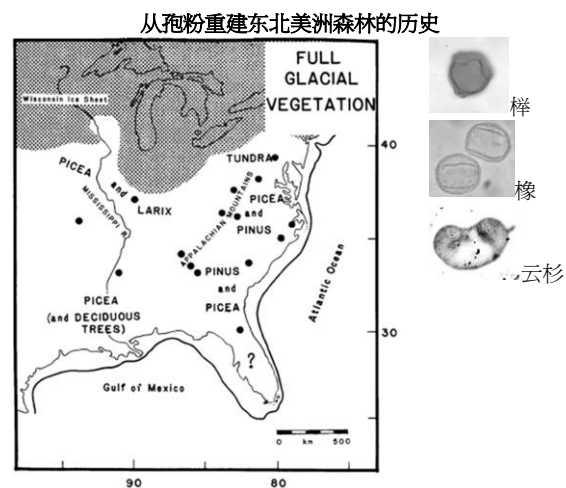 从孢粉重建东北美洲森林的历史
FULL
GLACIAL
VEGETATION
Wisconsin Ice Sheet
40
TUNDRA
PICEA
and
LARIX
MISSISSIPPI
APPALACHIAN MOUNTAINS
PICEA
and
PINUS
PINUS
and
PICEA
PICEA
(and DECIDUOUS
TREES)
Atlantic Ocean
30
?
Gulf of Mexico
0 km 500
90
80
榉
橡
云杉